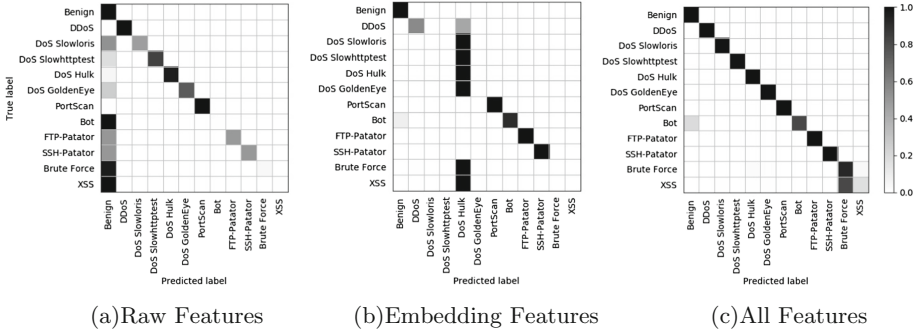 True label
Benign
DDoS
DoS Slowloris
DoS Slowhttptest
DoS Hulk
DoS GoldenEye
PortScan
Bot
FTP-Patator
SSH-Patator
Brute Force
XSS
Benign
DDoS
DoS Slowloris
DoS Slowhttptest
DoS Hulk
DoS GoldenEye
PortScan
Bot
FTP-Patator
SSH-Patator
Brute Force
XSS
Predicted label
(a)Raw Features
Benign
DDoS
DoS Slowloris
DoS Slowhttptest
DoS Hulk
DoS GoldenEye
PortScan
Bot
FTP-Patator
SSH-Patator
Brute Force
XSS
Benign
DDoS
DoS Slowloris
DoS Slowhttptest
DoS Hulk
DoS GoldenEye
PortScan
Bot
FTP-Patator
SSH-Patator
Brute Force
XSS
Predicted label
(b)Embedding Features
Benign
DDoS
DoS Slowloris
DoS Slowhttptest
DoS Hulk
DoS GoldenEye
PortScan
Bot
FTP-Patator
SSH-Patator
Brute Force
XSS
Benign
DDoS
DoS Slowloris
DoS Slowhttptest
DoS Hulk
DoS GoldenEye
PortScan
Bot
FTP-Patator
SSH-Patator
Brute Force
XSS
Predicted label
1.0
0.8
0.6
0.4
0.2
0.0
(c)All Features